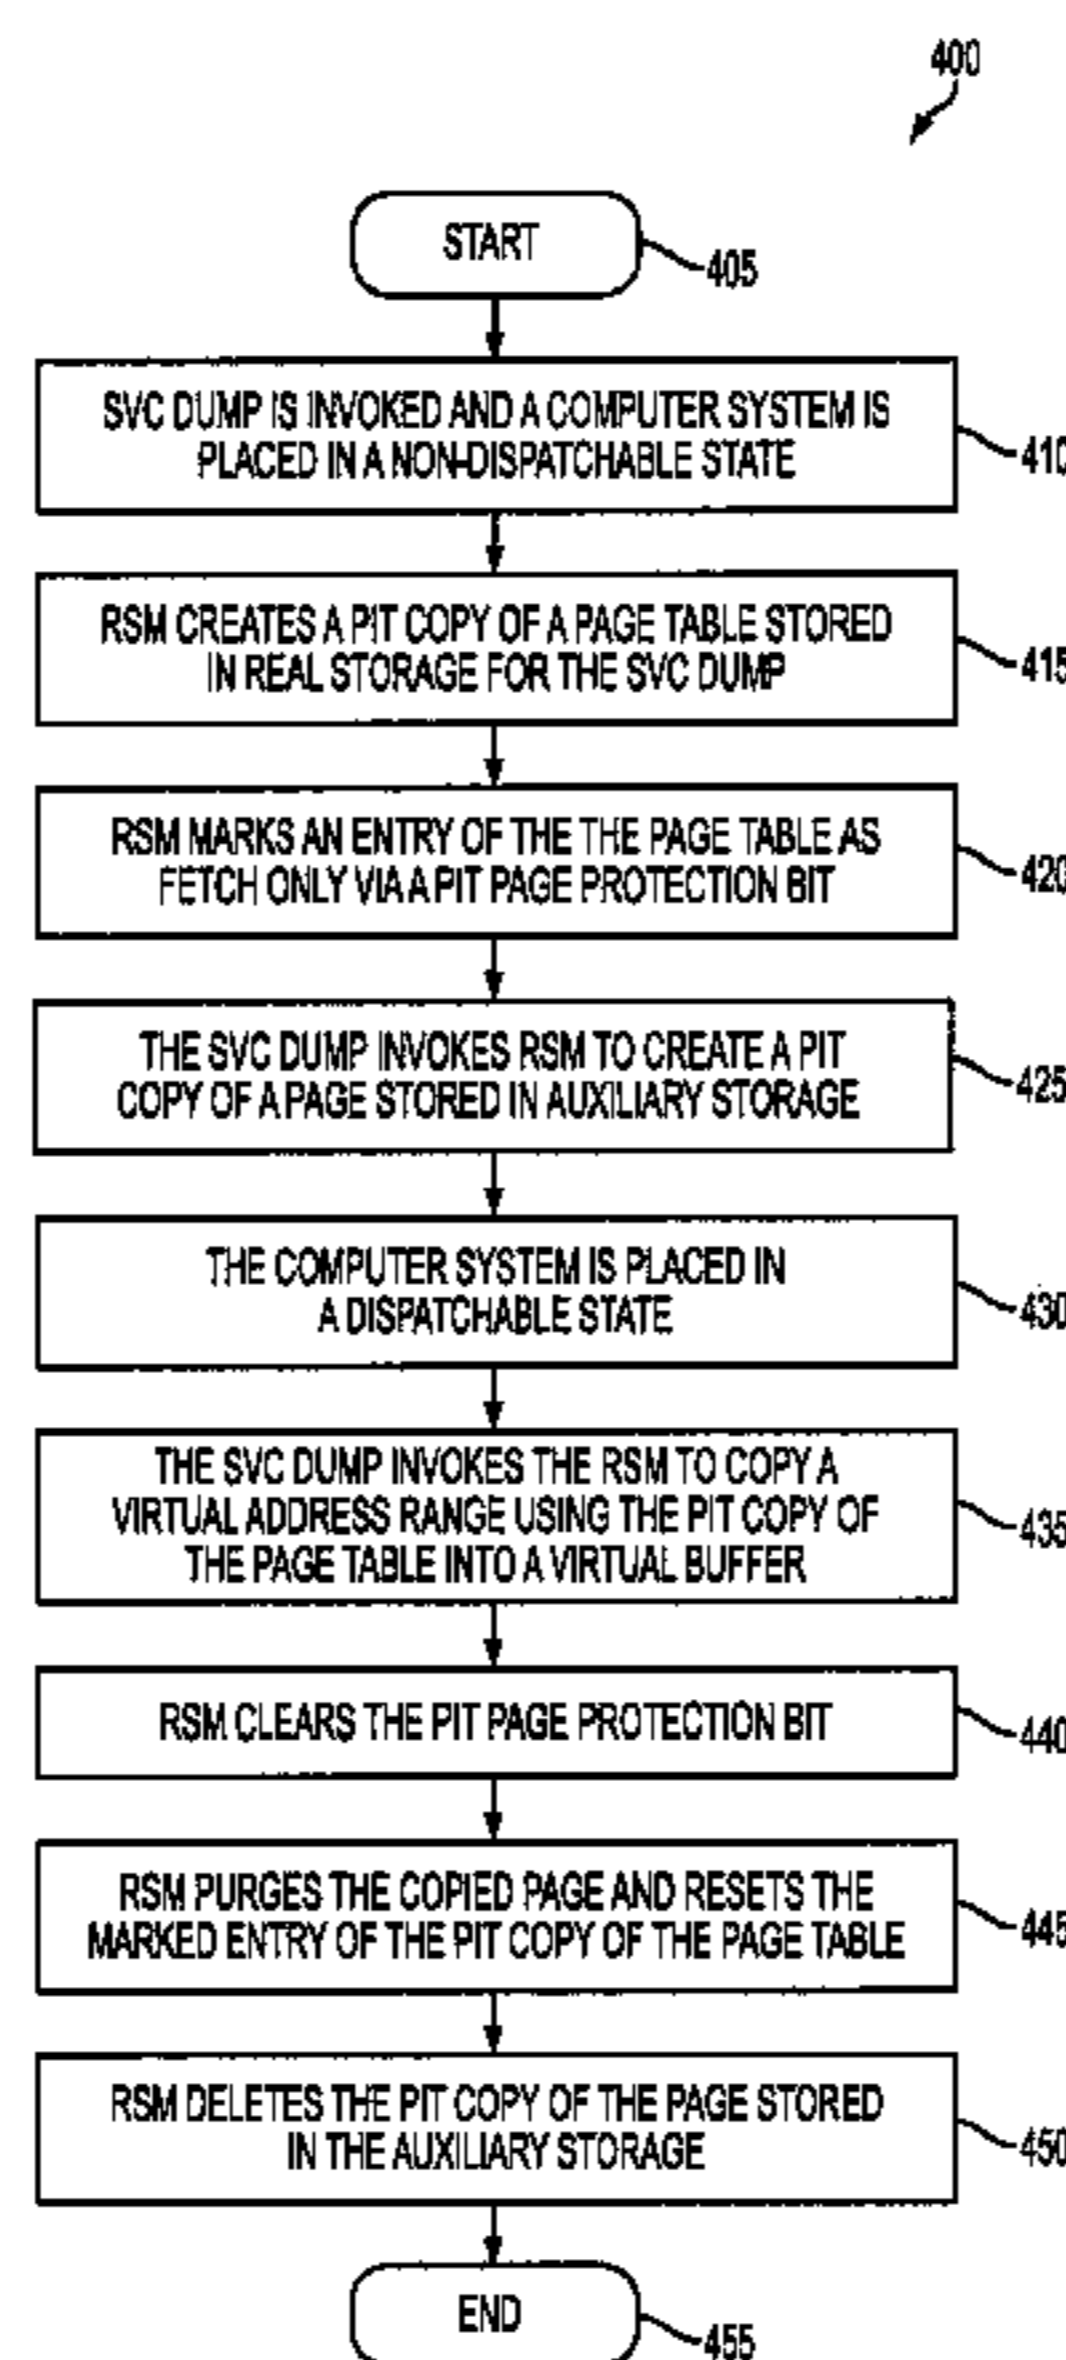 400
START
405
SVC DUMP IS INVOKED AND A COMPUTER SYSTEM IS
PLACED IN A NON-DISPATCHABLE STATE
410
RSM CREATES A PIT COPY OF A PAGE TABLE STORED
IN REAL STORAGE FOR THE SVC DUMP
415
RSM MARKS AN ENTRY OF THE THE PAGE TABLE AS
FETCH ONLY VIA A PIT PAGE PROTECTION BIT
420
THE SVC DUMP INVOKES RSM TO CREATE A PIT
COPY OF A PAGE STORED IN AUXILIARY STORAGE
425
THE COMPUTER SYSTEM IS PLACED IN
A DISPATCHABLE STATE
430
THE SVC DUMP INVOKES THE RSM TO COPY A
VIRTUAL ADDRESS RANGE USING THE PIT COPY OF
THE PAGE TABLE INTO A VIRTUAL BUFFER
435
RSM CLEARS THE PIT PAGE PROTECTION BIT
440
RSM PURGES THE COPIED PAGE AND RESETS THE
MARKED ENTRY OF THE PIT COPY OF THE PAGE TABLE
445
RSM DELETES THE PIT COPY OF THE PAGE STORED
IN THE AUXILIARY STORAGE
450
END
455